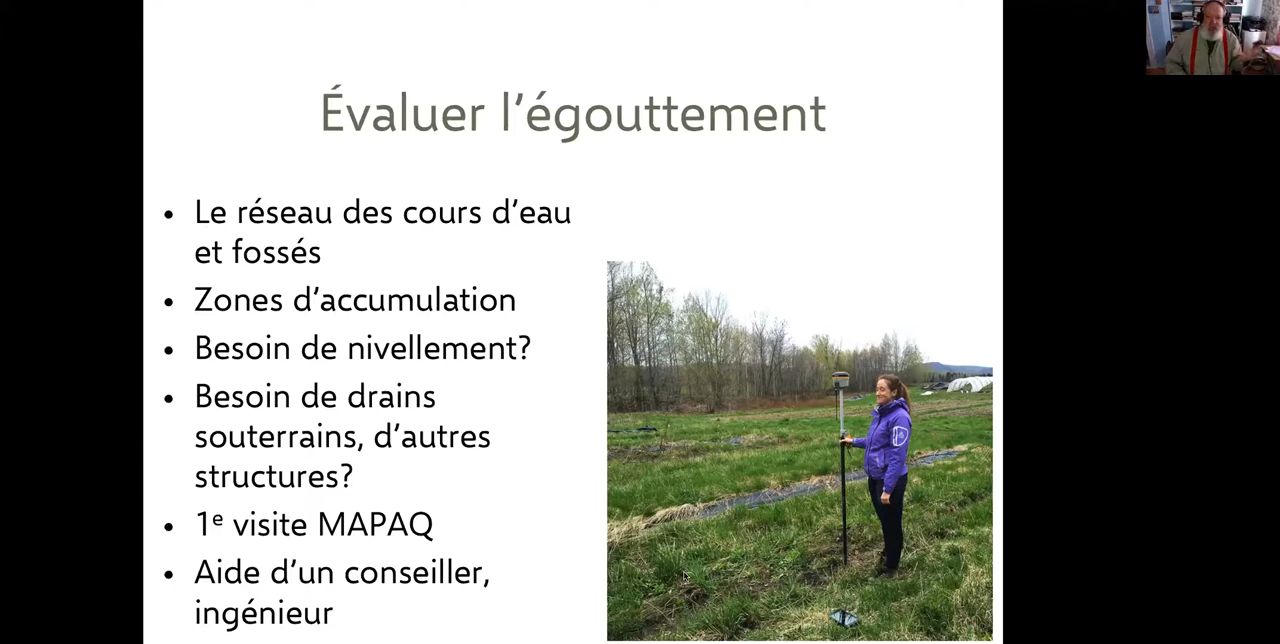 Évaluer l’égouttement
• Le réseau des cours d’eau
et fossés
• Zones d’accumulation
• Besoin de nivellement?
• Besoin de drains
souterrains, d’autres
structures?
• 1e visite MAPAQ
• Aide d’un conseiller,
ingénieur